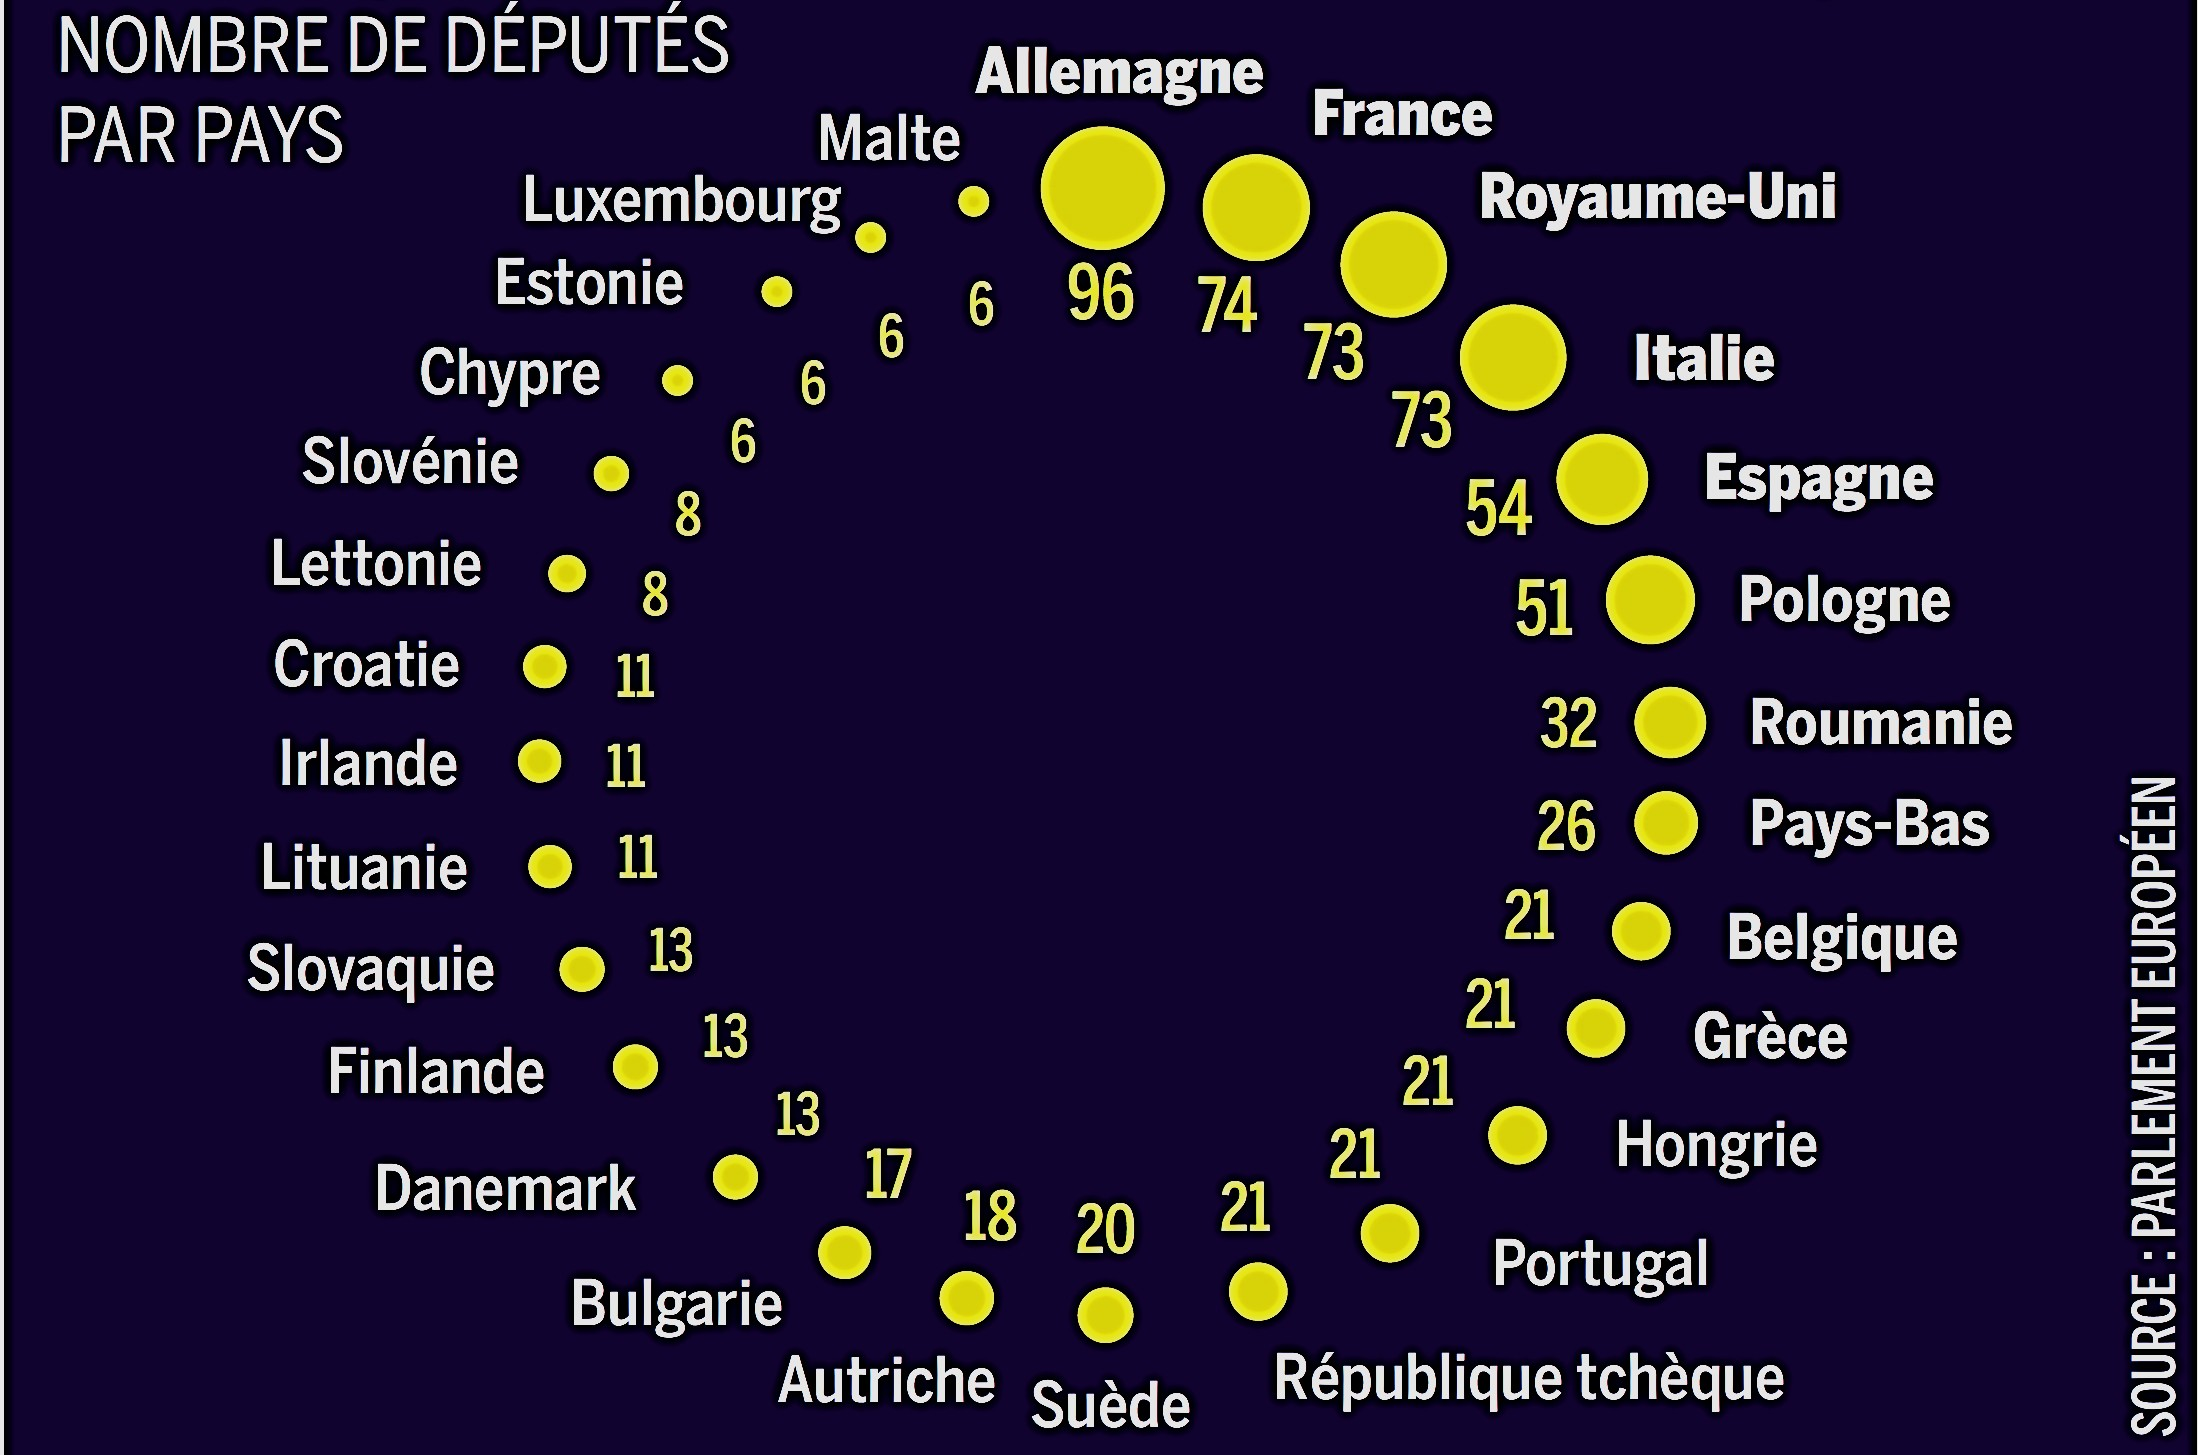 NOMBRE DE DÉPUTÉS
PAR PAYS
Allemagne
96
France
74
Royaume-Uni
73
Italie
73
Espagne
54
Pologne
51
Roumanie
32
Pays-Bas
26
Belgique
21
Grèce
21
Hongrie
21
Portugal
21
République tchèque
21
Suède
20
Autriche
18
Bulgarie
17
Danemark
13
Finlande
13
Slovaquie
13
Lituanie
11
Irlande
11
Croatie
11
Lettonie
8
Slovénie
8
Chypre
6
Estonie
6
Luxembourg
6
Malte
6
SOURCE : PARLEMENT EUROPÉEN